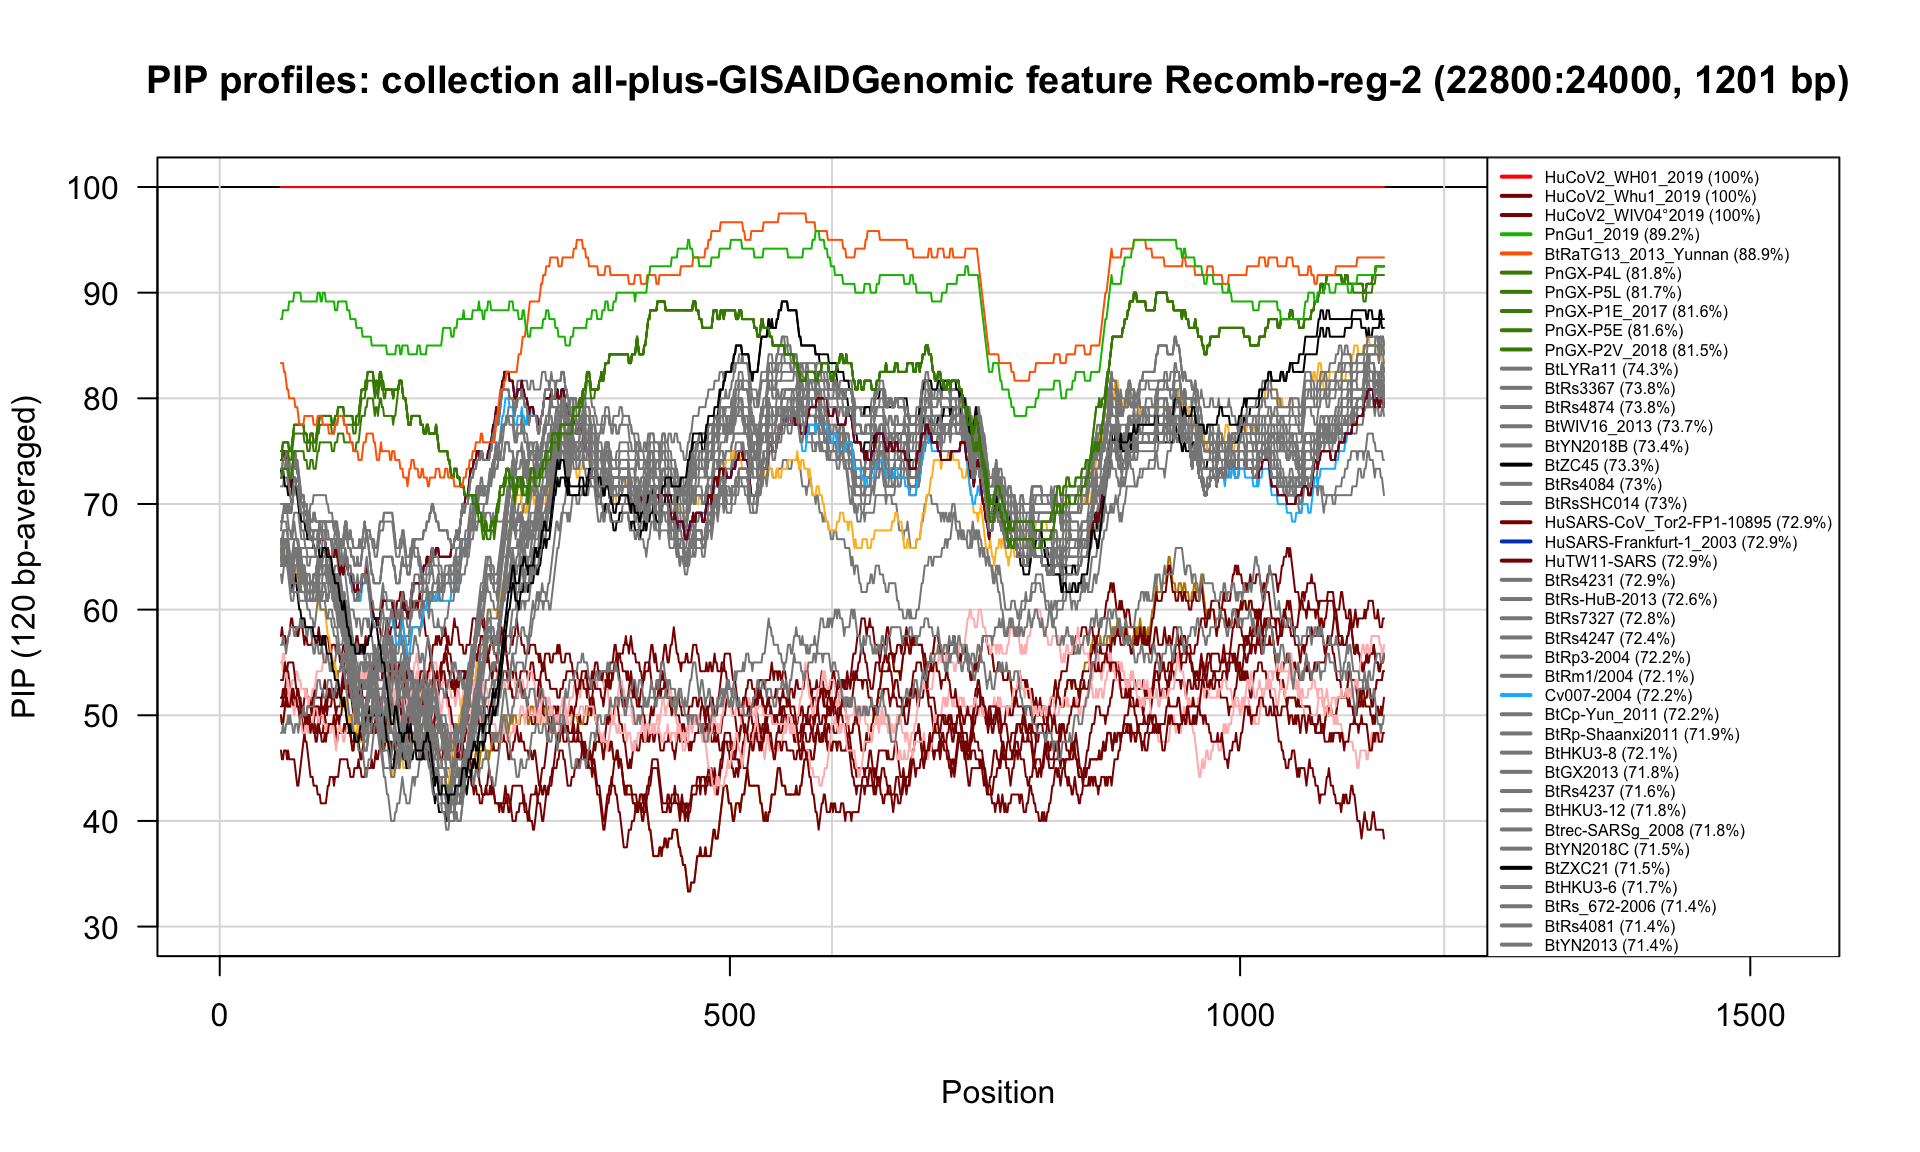 PIP profiles: collection all-plus-GISAIDGenomic feature Recomb-reg-2 (22800:24000, 1201 bp)
PIP (120 bp-averaged)
100
90
80
70
60
50
40
30
0
500
1000
1500
Position
HuCoV2_WH01_2019 (100%)
HuCoV2_Whu1_2019 (100%)
HuCoV2_WIV04°2019 (100%)
PnGu1_2019 (89.2%)
BtRaTG13_2013_Yunnan (88.9%)
PnGX-P4L (81.8%)
PnGX-P5L (81.7%)
PnGX-P1E_2017 (81.6%)
PnGX-P5E (81.6%)
PnGX-P2V_2018 (81.5%)
BtLYRa11 (74.3%)
BtRs3367 (73.8%)
BtRs4874 (73.8%)
BtWIV16_2013 (73.7%)
BtYN2018B (73.4%)
BtZC45 (73.3%)
BtRs4084 (73%)
BtRsSHC014 (73%)
HuSARS-CoV_Tor2-FP1-10895 (72.9%)
HuSARS-Frankfurt-1_2003 (72.9%)
HuTW11-SARS (72.9%)
BtRs4231 (72.9%)
BtRs-HuB-2013 (72.6%)
BtRs7327 (72.8%)
BtRs4247 (72.4%)
BtRp3-2004 (72.2%)
BtRm1/2004 (72.1%)
Cv007-2004 (72.2%)
BtCp-Yun_2011 (72.2%)
BtRp-Shaanxi2011 (71.9%)
BtHKU3-8 (72.1%)
BtGX2013 (71.8%)
BtRs4237 (71.6%)
BtHKU3-12 (71.8%)
Btrec-SARSg_2008 (71.8%)
BtYN2018C (71.5%)
BtZXC21 (71.5%)
BtHKU3-6 (71.7%)
BtRs_672-2006 (71.4%)
BtRs4081 (71.4%)
BtYN2013 (71.4%)